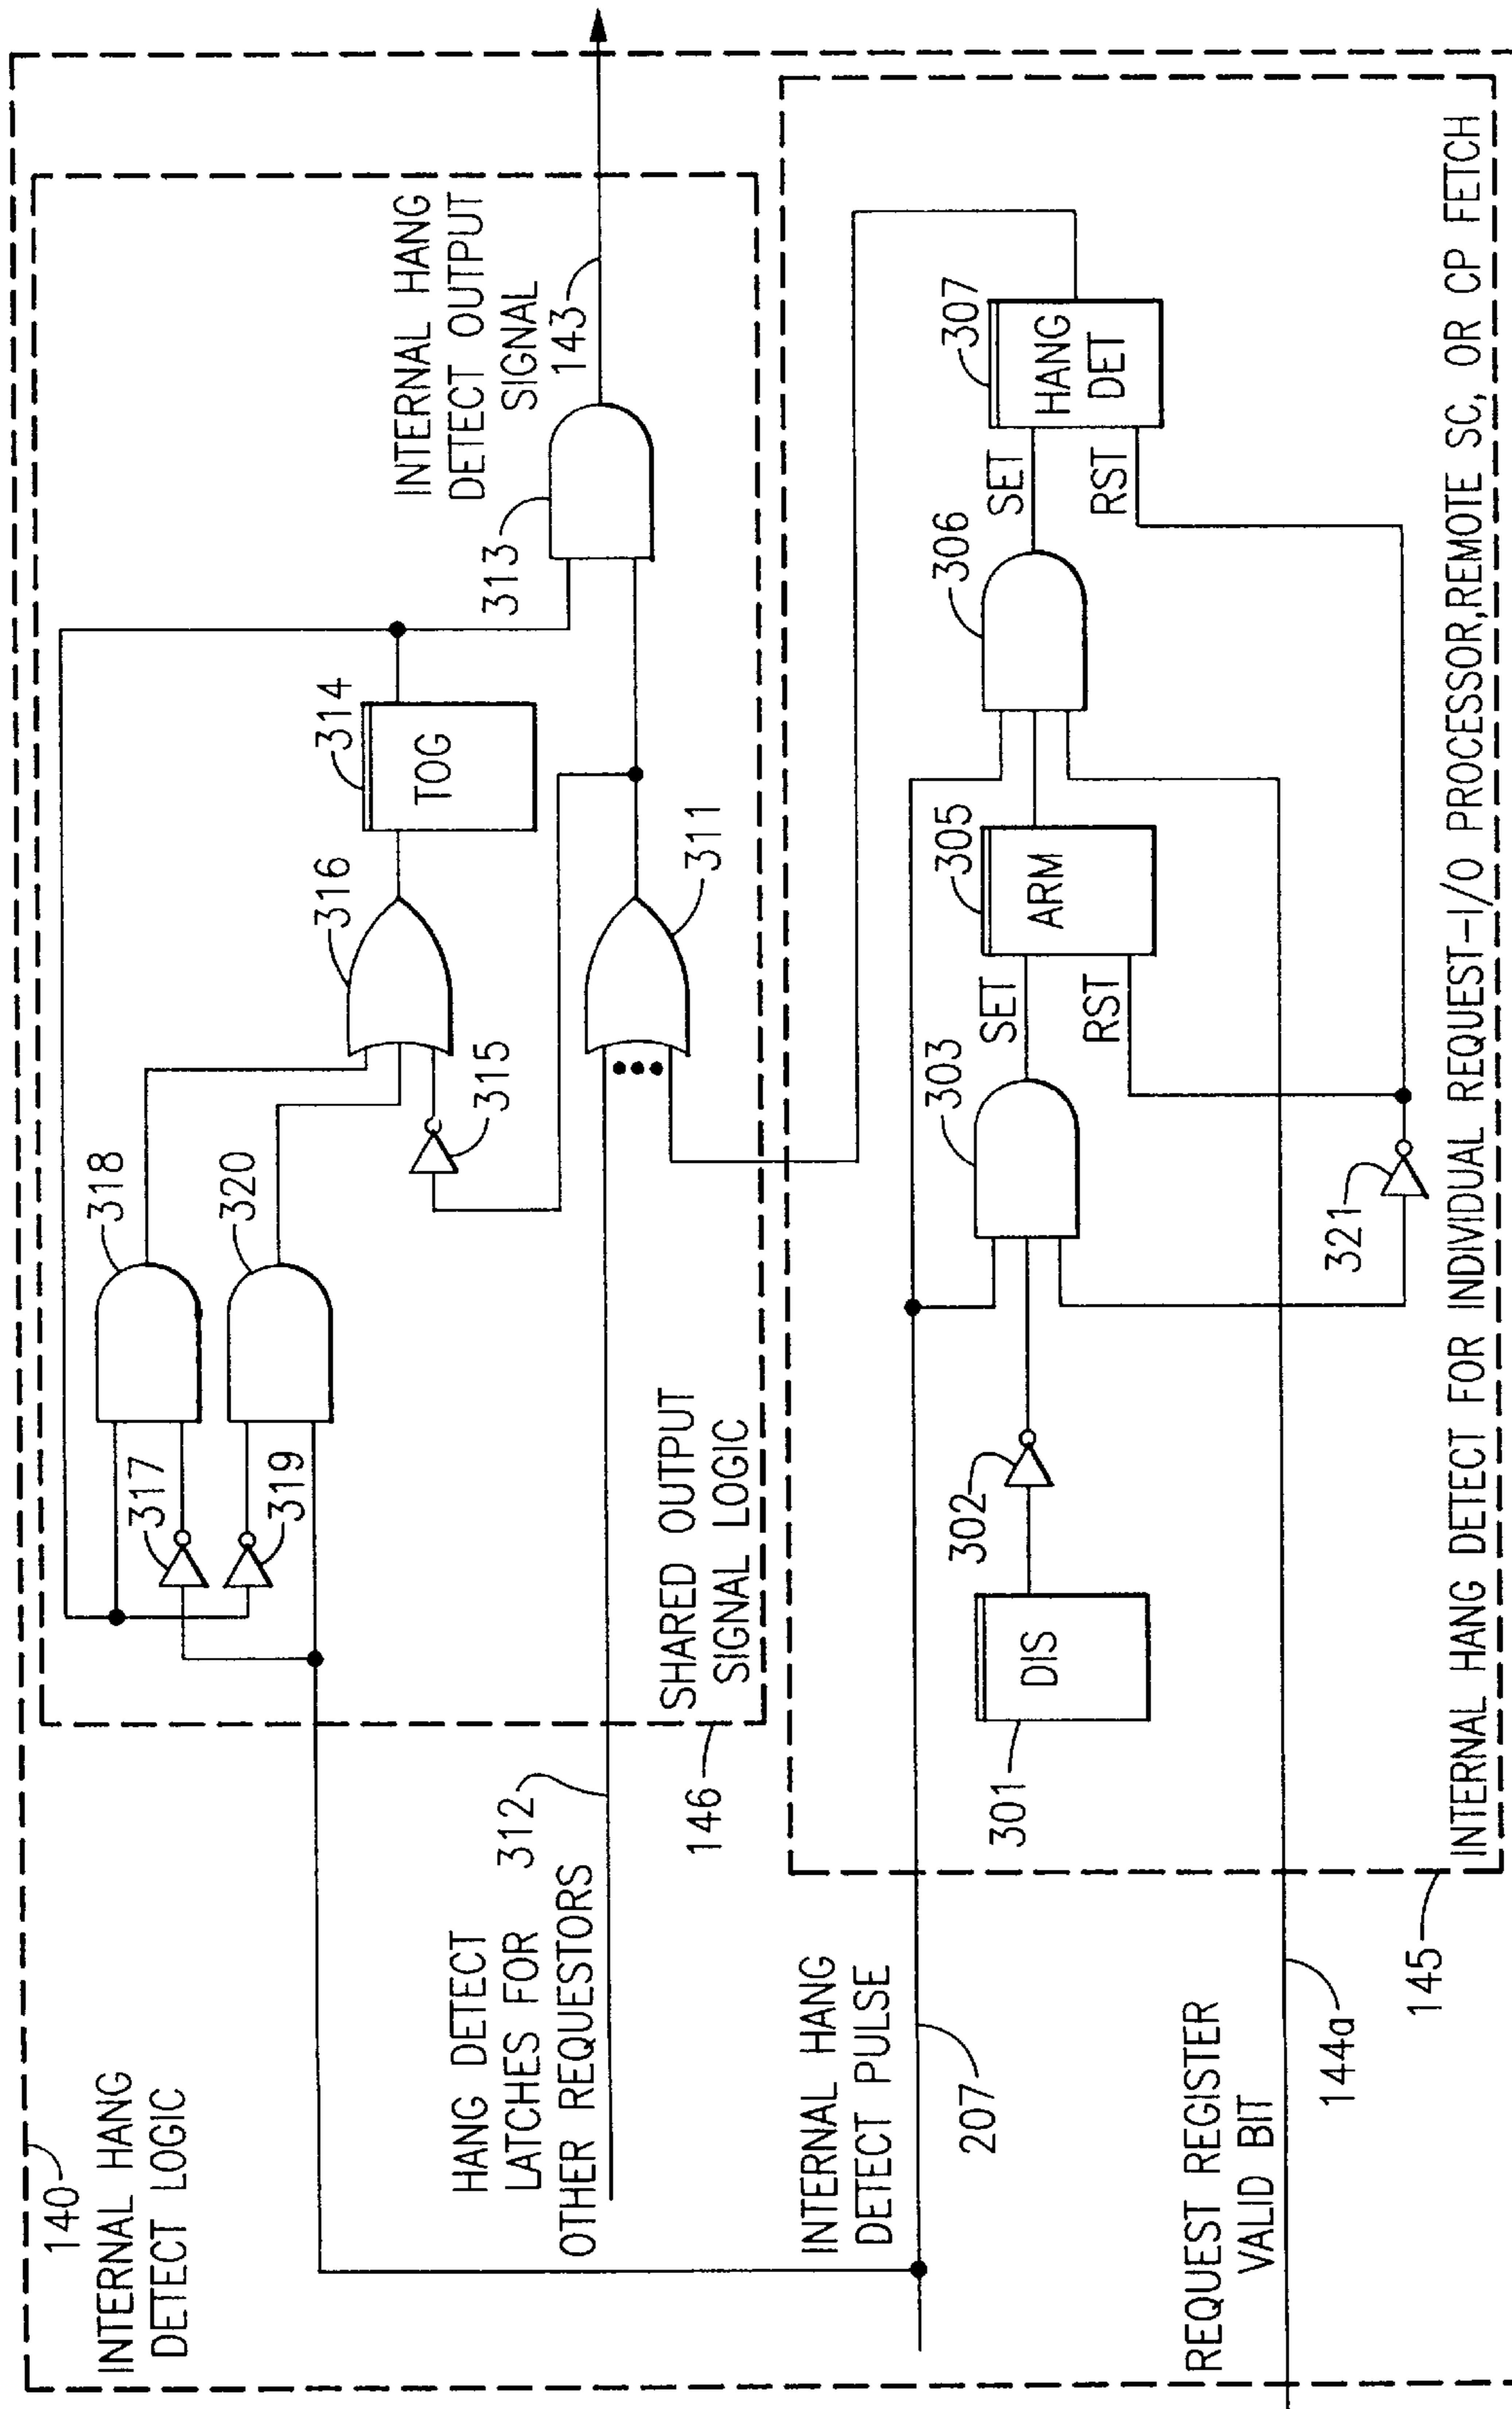 140
INTERNAL HANG
DETECT LOGIC
317
318
319
320
315
316
314
TOG
313
INTERNAL HANG
DETECT OUTPUT
SIGNAL
143
311
HANG DETECT
LATCHES FOR
OTHER REQUESTORS
312
SHARED OUTPUT
SIGNAL LOGIC
146
INTERNAL HANG
DETECT PULSE
207
REQUEST REGISTER
VALID BIT
144a
145
301
DIS
302
303
SET
RST
305
ARM
306
SET
RST
307
HANG
DET
321
INTERNAL HANG DETECT FOR INDIVIDUAL REQUEST-I/O PROCESSOR,REMOTE SC, OR CP FETCH